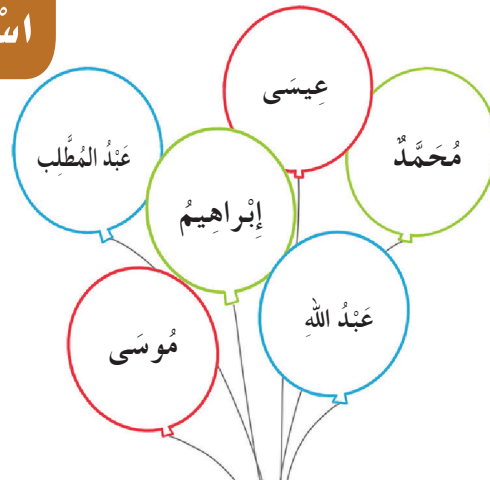 عِيسَى
مُحَمَّدٌ
عَبْدُ المُطَّلِب
إِبْراهِيمُ
عَبْدُ اللهِ
مُوسَى